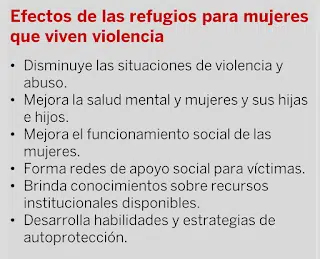 Efectos de las refugios para mujeres
que viven violencia
• Disminuye las situaciones de violencia y
abuso.
• Mejora la salud mental y mujeres y sus hijas
e hijos.
• Mejora el funcionamiento social de las
mujeres.
• Forma redes de apoyo social para víctimas.
• Brinda conocimientos sobre recursos
institucionales disponibles.
• Desarrolla habilidades y estrategias de
autoprotección.